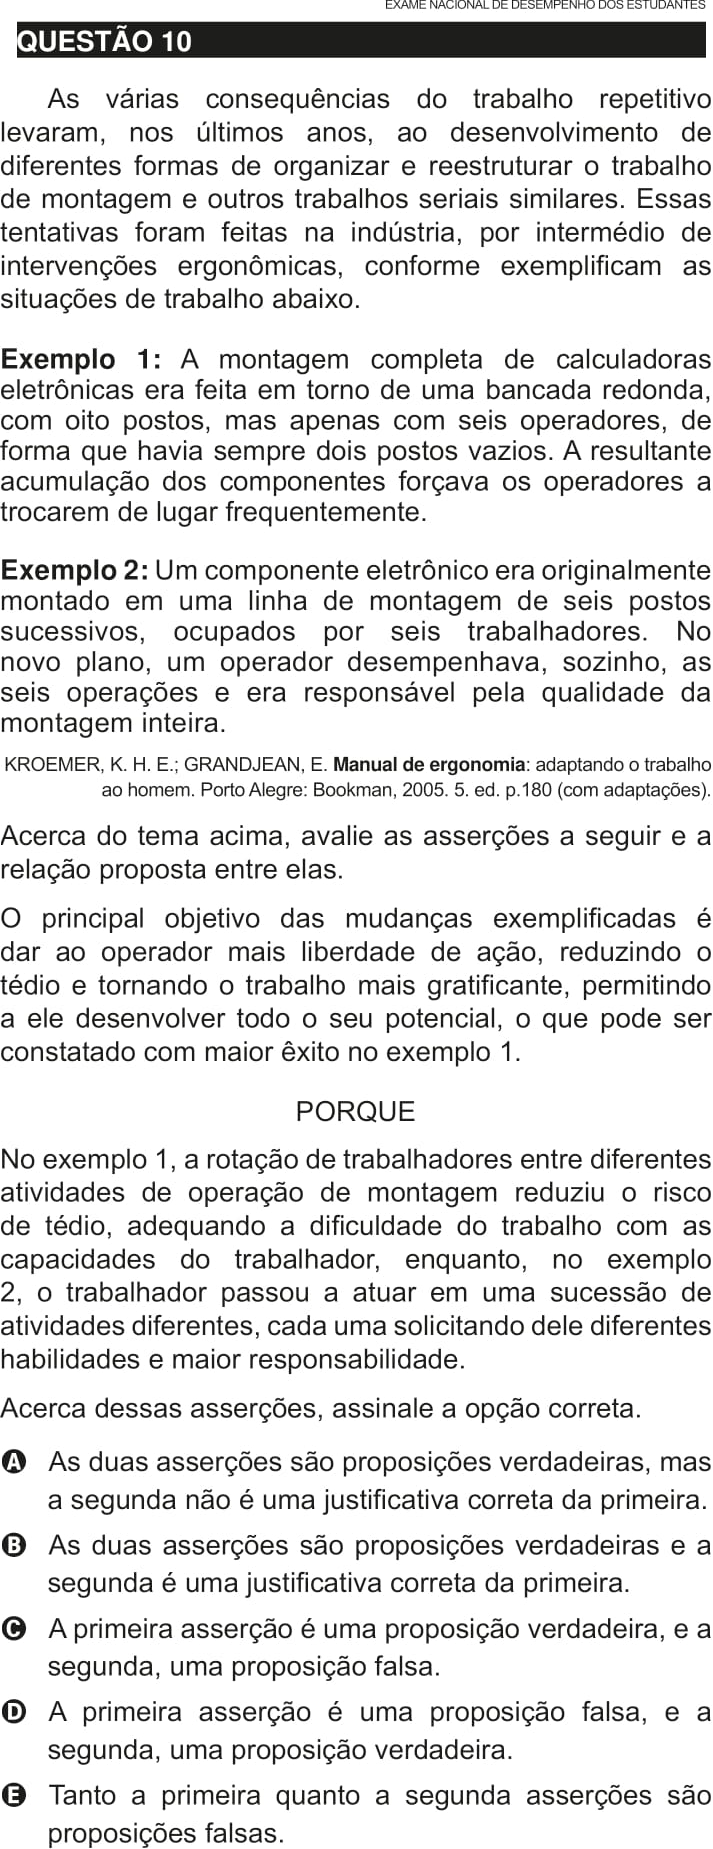 EXAME NACIONAL DE DESEMPENHO DOS ESTUDANTES
QUESTÃO 10
As várias consequências do trabalho repetitivo
levaram, nos últimos anos, ao desenvolvimento de
diferentes formas de organizar e reestruturar o trabalho
de montagem e outros trabalhos seriais similares. Essas
tentativas foram feitas na indústria, por intermédio de
intervenções ergonômicas, conforme exemplificam as
situações de trabalho abaixo.
Exemplo 1: A montagem completa de calculadoras
eletrônicas era feita em torno de uma bancada redonda,
com oito postos, mas apenas com seis operadores, de
forma que havia sempre dois postos vazios. A resultante
acumulação dos componentes forçava os operadores a
trocarem de lugar frequentemente.
Exemplo 2: Um componente eletrônico era originalmente
montado em uma linha de montagem de seis postos
sucessivos, ocupados por seis trabalhadores. No
novo plano, um operador desempenhava, sozinho, as
seis operações e era responsável pela qualidade da
montagem inteira.
KROEMER, K. H. E.; GRANDJEAN, E. Manual de ergonomia: adaptando o trabalho
ao homem. Porto Alegre: Bookman, 2005. 5. ed. p.180 (com adaptações).
Acerca do tema acima, avalie as asserções a seguir e a
relação proposta entre elas.
O principal objetivo das mudanças exemplificadas é
dar ao operador mais liberdade de ação, reduzindo o
tédio e tornando o trabalho mais gratificante, permitindo
a ele desenvolver todo o seu potencial, o que pode ser
constatado com maior êxito no exemplo 1.
PORQUE
No exemplo 1, a rotação de trabalhadores entre diferentes
atividades de operação de montagem reduziu o risco
de tédio, adequando a dificuldade do trabalho com as
capacidades do trabalhador, enquanto, no exemplo
2, o trabalhador passou a atuar em uma sucessão de
atividades diferentes, cada uma solicitando dele diferentes
habilidades e maior responsabilidade.
Acerca dessas asserções, assinale a opção correta.
A As duas asserções são proposições verdadeiras, mas
a segunda não é uma justificativa correta da primeira.
B As duas asserções são proposições verdadeiras e a
segunda é uma justificativa correta da primeira.
C A primeira asserção é uma proposição verdadeira, e a
segunda, uma proposição falsa.
D A primeira asserção é uma proposição falsa, e a
segunda, uma proposição verdadeira.
E Tanto a primeira quanto a segunda asserções são
proposições falsas.